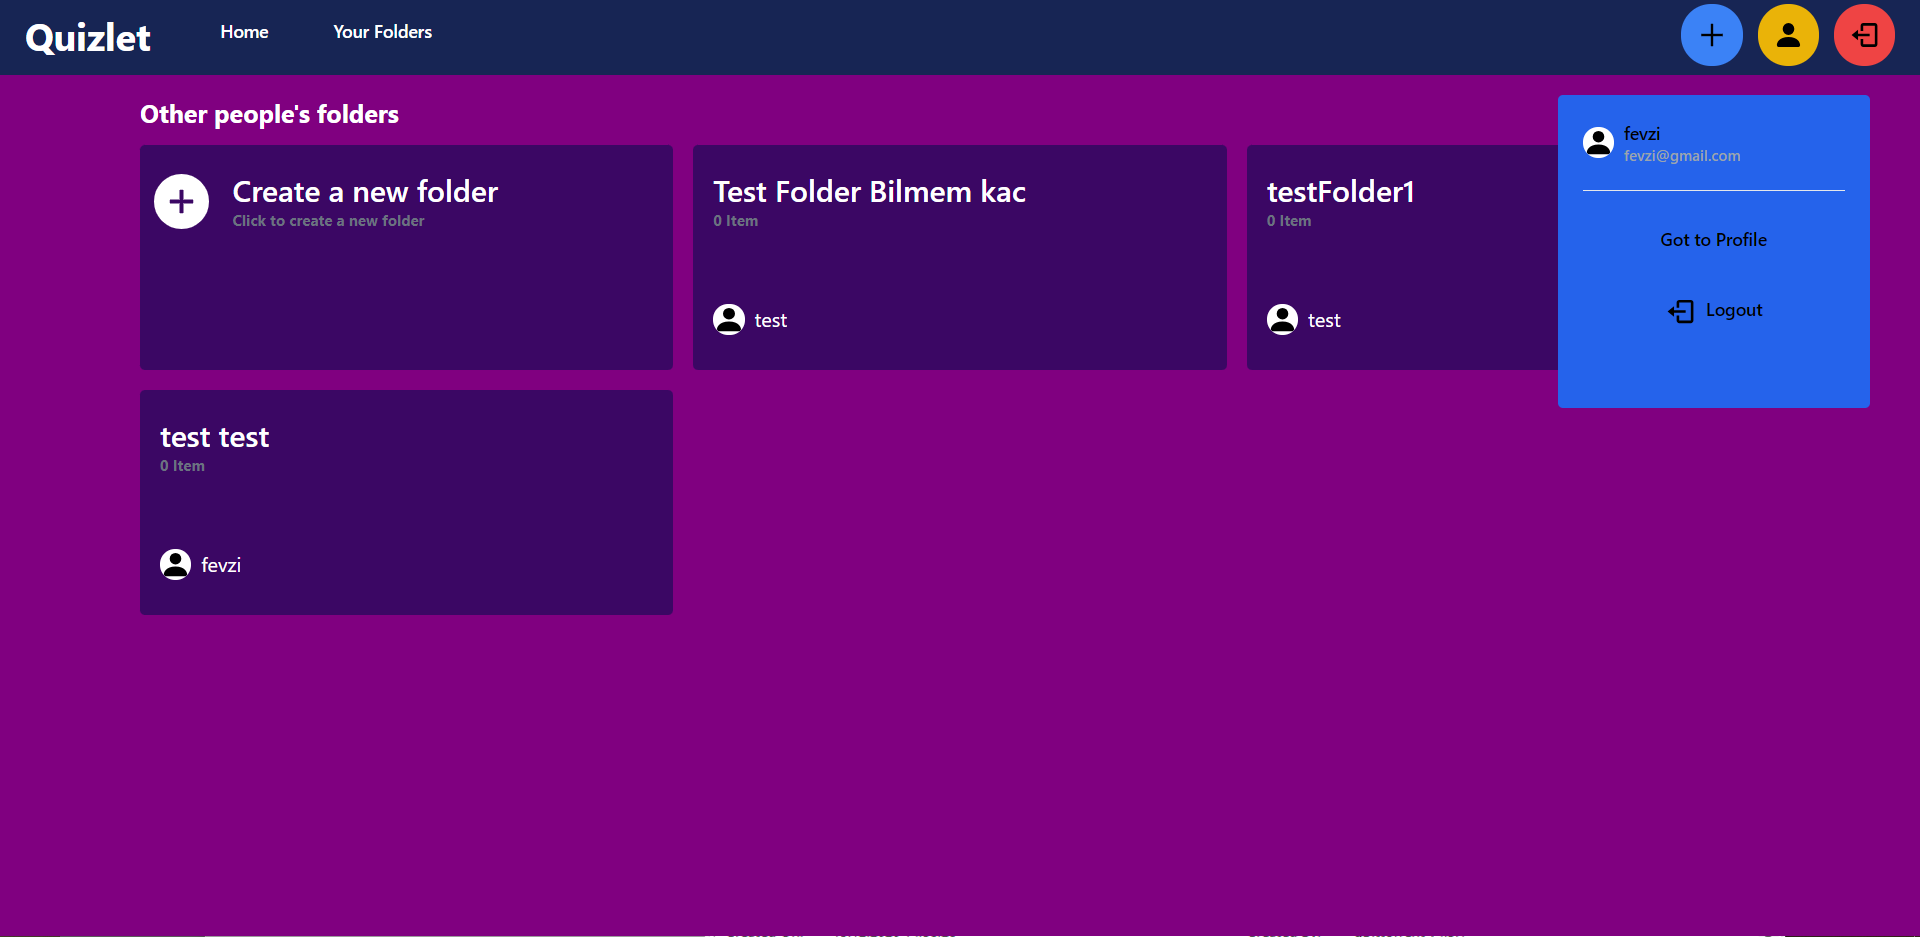 Quizlet
Home
Your Folders
Other people's folders
Create a new folder
Click to create a new folder
Test Folder Bilmem kac
0 Item
test
testFolder1
0 Item
test
fevzi
fevzi@gmail.com
Got to Profile
Logout
test test
0 Item
fevzi